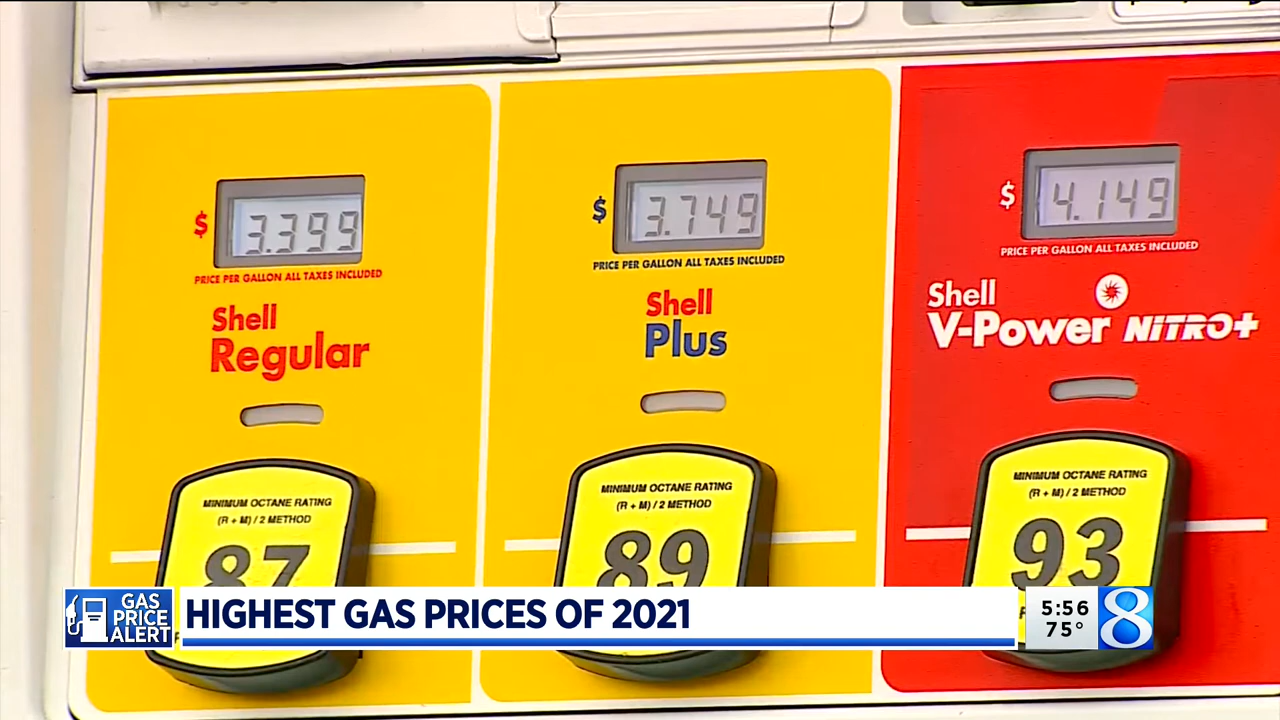 $ 3.399
PRICE PER GALLON ALL TAXES INCLUDED
Shell
Regular
MINIMUM OCTANE RATING
(R + M) / 2 METHOD
87
$ 3.749
PRICE PER GALLON ALL TAXES INCLUDED
Shell
Plus
MINIMUM OCTANE RATING
(R + M) / 2 METHOD
89
$ 4.149
PRICE PER GALLON ALL TAXES INCLUDED
Shell
V-Power NiTRO+
MINIMUM OCTANE RATING
(R + M) / 2 METHOD
93
GAS
PRICE
ALERT
HIGHEST GAS PRICES OF 2021
5:56
75°
8